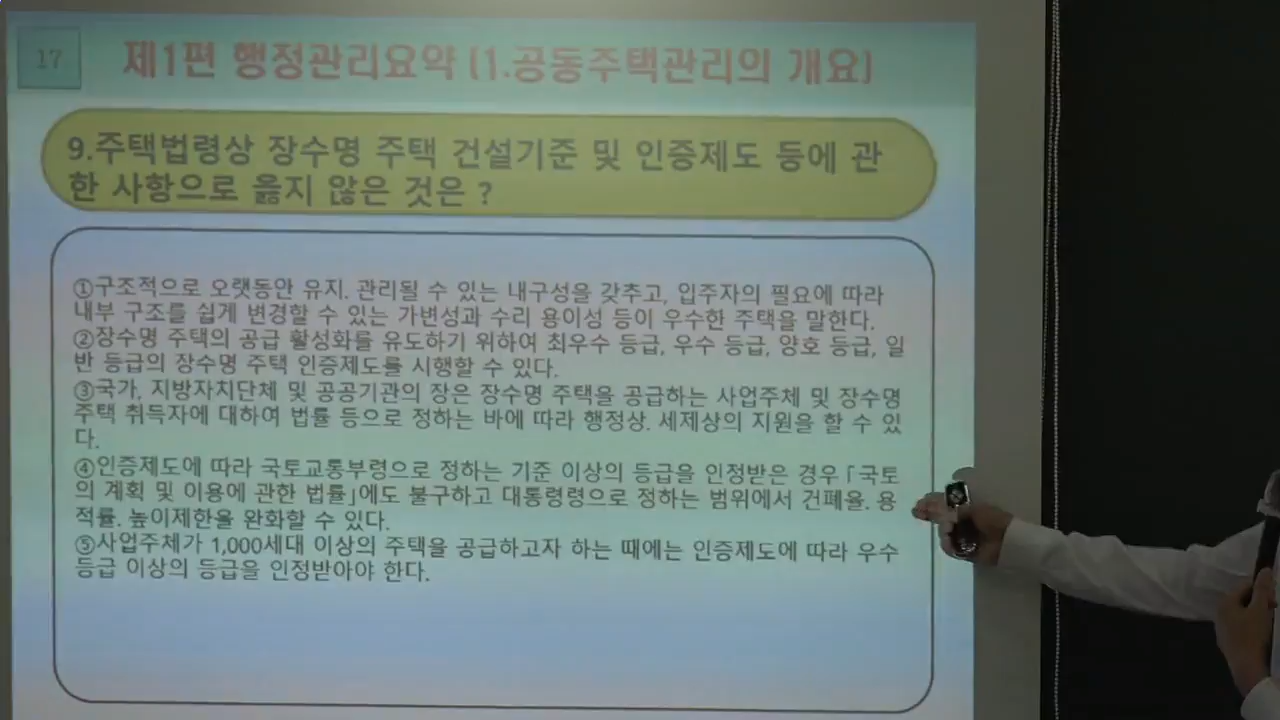 17
제1편 행정관리요약 (1.공동주택관리의 개요)
9.주택법령상 장수명 주택 건설기준 및 인증제도 등에 관
한 사항으로 옳지 않은 것은 ?
①구조적으로 오랫동안 유지. 관리될 수 있는 내구성을 갖추고, 입주자의 필요에 따라
내부 구조를 쉽게 변경할 수 있는 가변성과 수리 용이성 등이 우수한 주택을 말한다.
②장수명 주택의 공급 활성화를 유도하기 위하여 최우수 등급, 우수 등급, 양호 등급, 일
반 등급의 장수명 주택 인증제도를 시행할 수 있다.
③국가, 지방자치단체 및 공공기관의 장은 장수명 주택을 공급하는 사업주체 및 장수명
주택 취득자에 대하여 법률 등으로 정하는 바에 따라 행정상. 세제상의 지원을 할 수 있
다.
④인증제도에 따라 국토교통부령으로 정하는 기준 이상의 등급을 인정받은 경우 ｢국토
의 계획 및 이용에 관한 법률｣에도 불구하고 대통령령으로 정하는 범위에서 건폐율. 용
적률. 높이제한을 완화할 수 있다.
⑤사업주체가 1,000세대 이상의 주택을 공급하고자 하는 때에는 인증제도에 따라 우수
등급 이상의 등급을 인정받아야 한다.